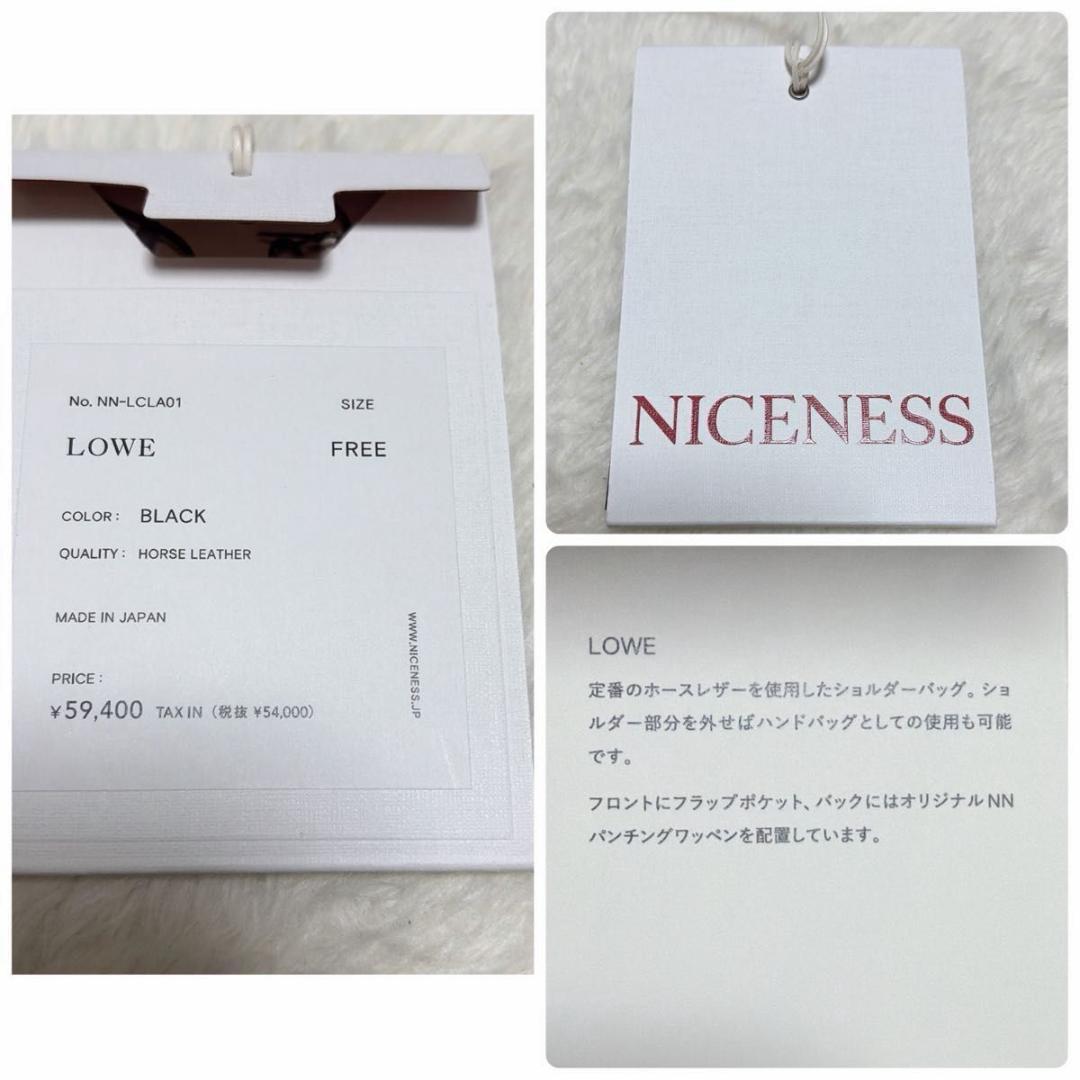 No. NN-LCLA01
SIZE
LOWE
FREE
COLOR: BLACK
QUALITY: HORSE LEATHER
MADE IN JAPAN
PRICE:
¥59,400 TAX IN (税抜 ¥54,000)
WWW.NICENESS.JP
NICENESS
LOWE
定番のホースレザーを使用したショルダーバッグ。ショ
ルダー部分を外せばハンドバッグとしての使用も可能
です。
フロントにフラップポケット、バックにはオリジナル NN
パンチングワッペンを配置しています。